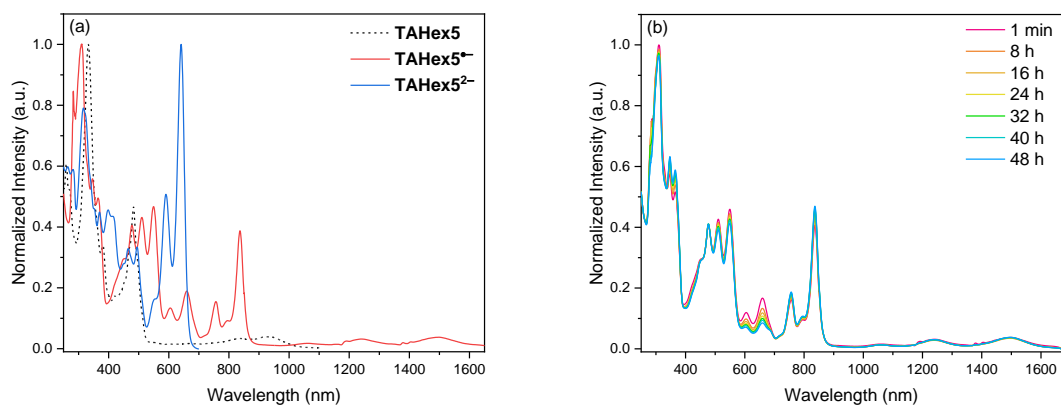 (a)
TAHex5
TAHex5•–
TAHex5²–
1.0
0.8
0.6
0.4
0.2
0.0
Normalized Intensity (a.u.)
400 600 800 1000 1200 1400 1600
Wavelength (nm)
(b)
1 min
8 h
16 h
24 h
32 h
40 h
48 h
1.0
0.8
0.6
0.4
0.2
0.0
Normalized Intensity (a.u.)
400 600 800 1000 1200 1400 1600
Wavelength (nm)